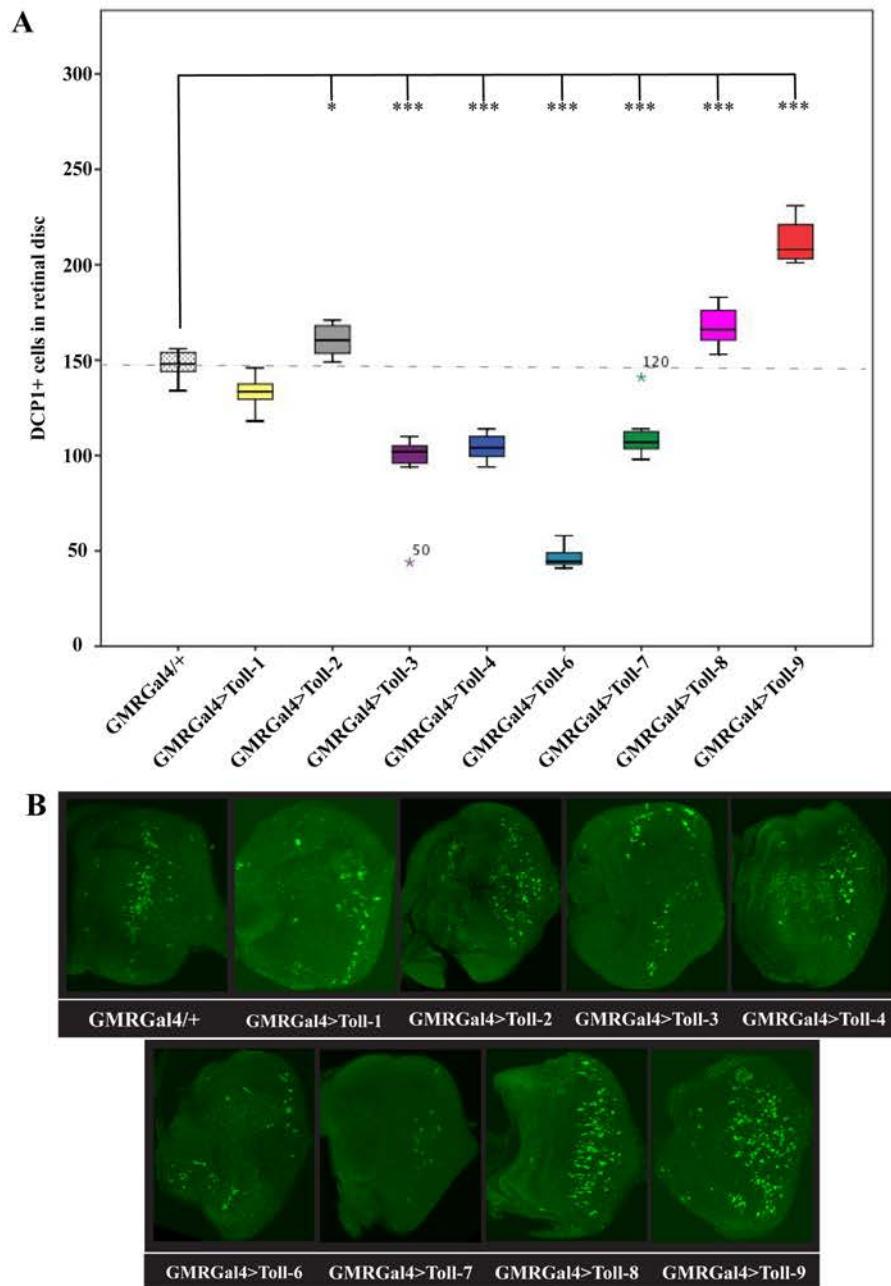 A
300
* *** *** *** *** *** ***
250
DCP1+ cells in retinal disc
200
150
120
100
50
50
0
GMRGal4/+
GMRGal4>Toll-1
GMRGal4>Toll-2
GMRGal4>Toll-3
GMRGal4>Toll-4
GMRGal4>Toll-6
GMRGal4>Toll-7
GMRGal4>Toll-8
GMRGal4>Toll-9
B
GMRGal4/+ GMRGal4>Toll-1 GMRGal4>Toll-2 GMRGal4>Toll-3 GMRGal4>Toll-4
GMRGal4>Toll-6 GMRGal4>Toll-7 GMRGal4>Toll-8 GMRGal4>Toll-9